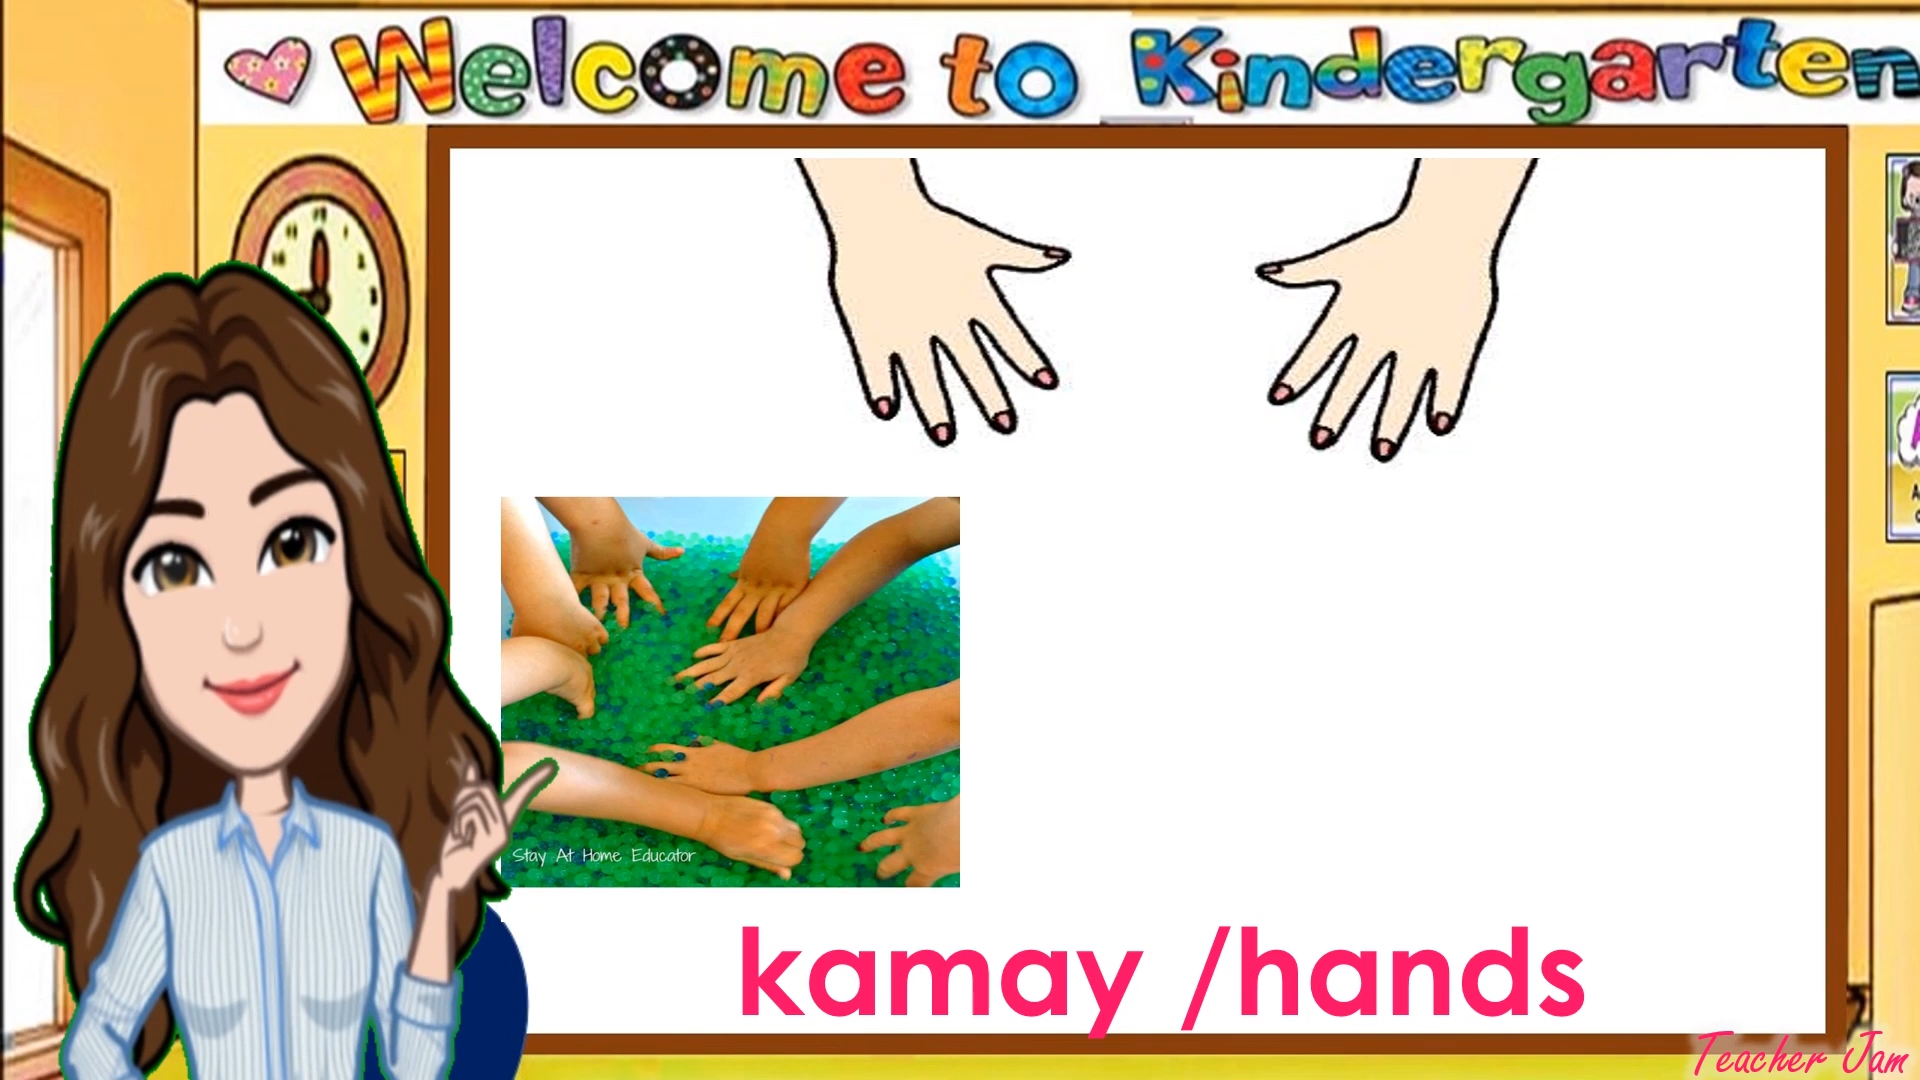 Welcome to Kindergarten
Stay At Home Educator
kamay /hands
Teacher Jam